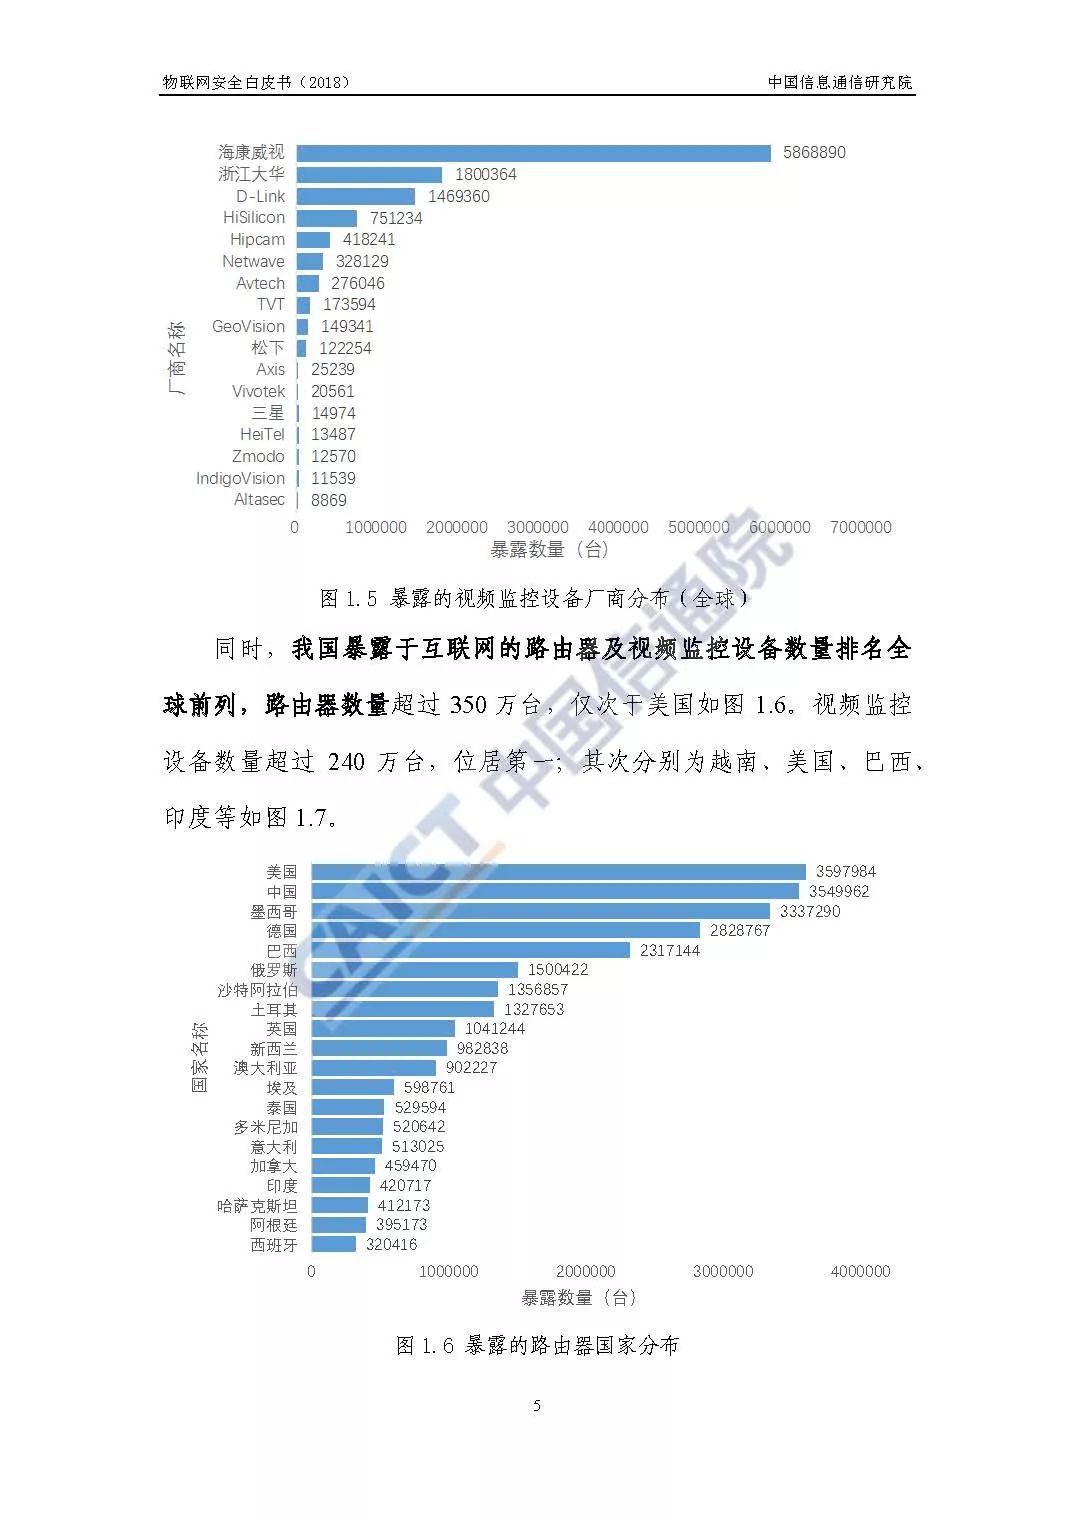 物联网安全白皮书（2018） 中国信息通信研究院
海康威视 5868890
浙江大华 1800364
D-Link 1469360
HiSilicon 751234
Hipcam 418241
Netwave 328129
Avtech 276046
TVT 173594
GeoVision 149341
松下 122254
Axis 25239
Vivotek 20561
三星 14974
HeiTel 13487
Zmodo 12570
IndigoVision 11539
Altasec 8869
厂商名称
0 1000000 2000000 3000000 4000000 5000000 6000000 7000000
暴露数量（台）
图 1.5 暴露的视频监控设备厂商分布（全球）
同时，我国暴露于互联网的路由器及视频监控设备数量排名全
球前列，路由器数量超过 350 万台，仅次于美国如图 1.6。视频监控
设备数量超过 240 万台，位居第一；其次分别为越南、美国、巴西、
印度等如图 1.7。
美国 3597984
中国 3549962
墨西哥 3337290
德国 2828767
巴西 2317144
俄罗斯 1500422
沙特阿拉伯 1356857
土耳其 1327653
英国 1041244
新西兰 982838
澳大利亚 902227
埃及 598761
泰国 529594
多米尼加 520642
意大利 513025
加拿大 459470
印度 420717
哈萨克斯坦 412173
阿根廷 395173
西班牙 320416
国家名称
0 1000000 2000000 3000000 4000000
暴露数量（台）
图 1.6 暴露的路由器国家分布
5
CAICT 中国信通院